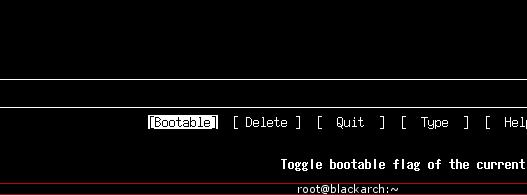 [Bootable] [ Delete ] [ Quit ] [ Type ] [ Help
Toggle bootable flag of the current
root@blackarch:~